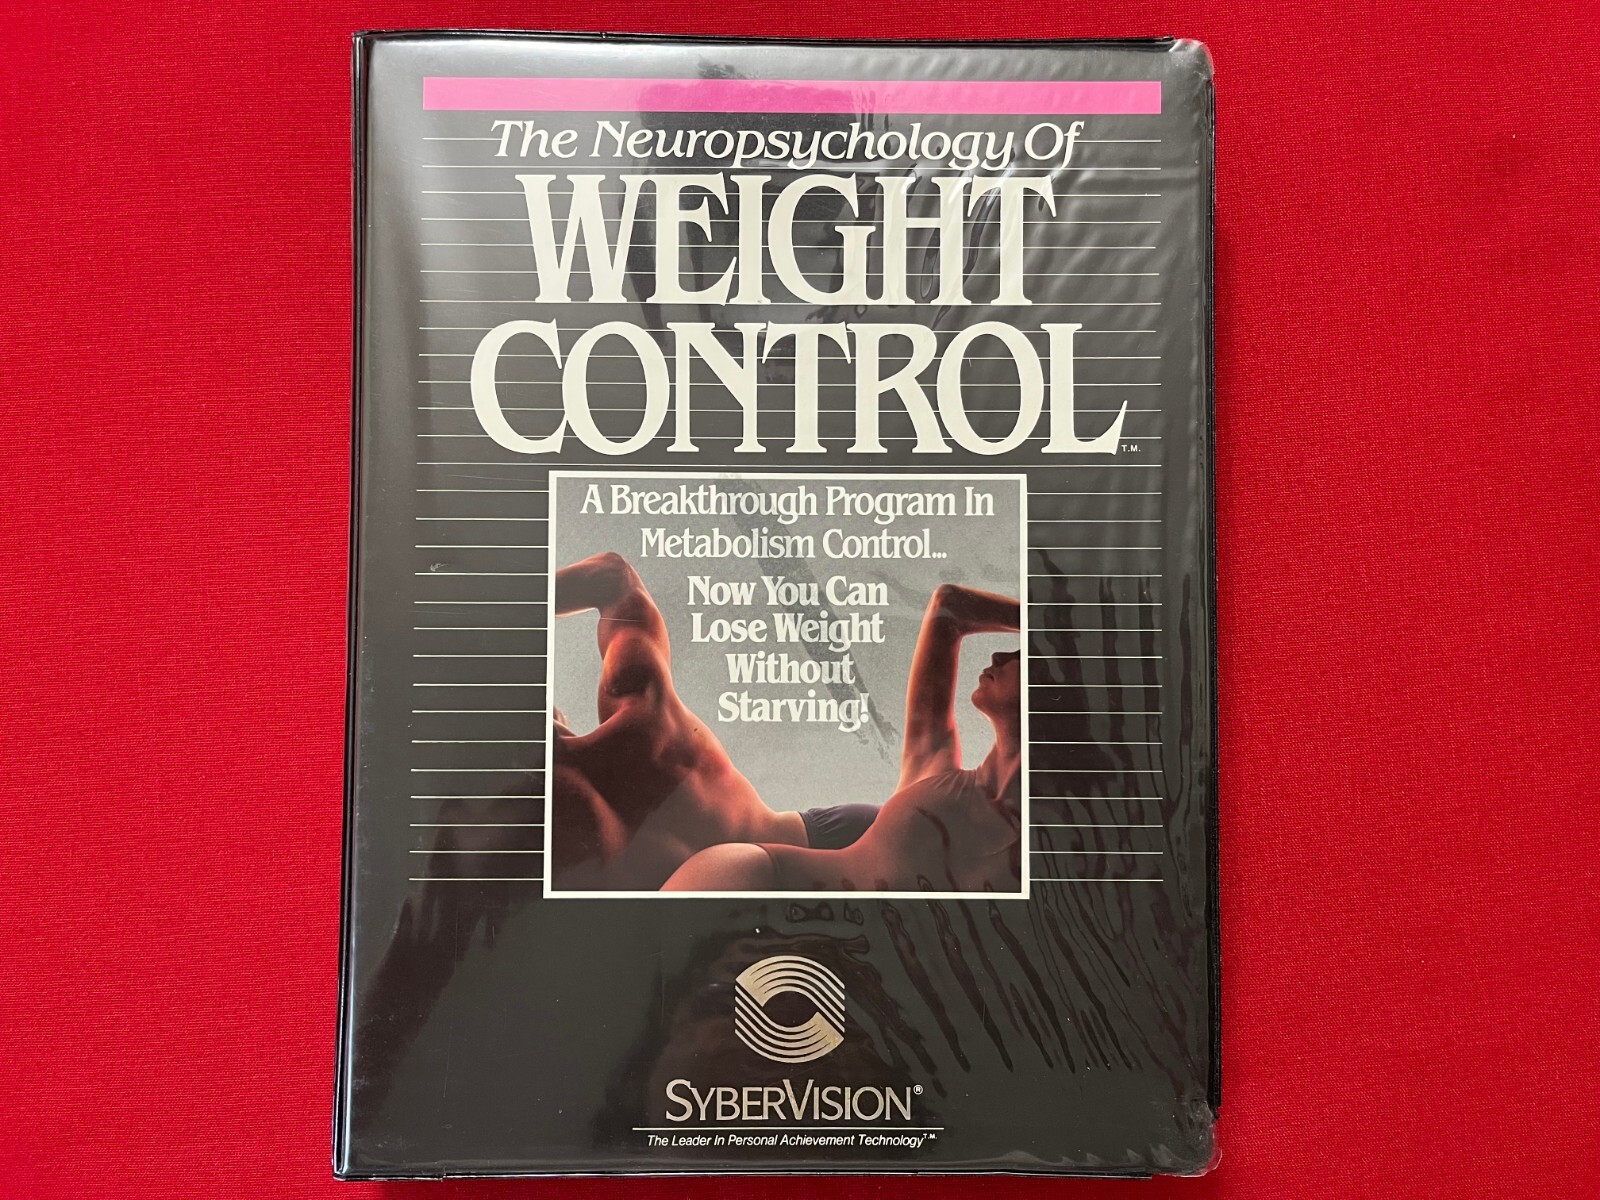 The Neuropsychology Of
WEIGHT
CONTROL T.M.
A Breakthrough Program In
Metabolism Control...
Now You Can
Lose Weight
Without
Starving!
SYBERVISION®
The Leader In Personal Achievement Technology T.M.